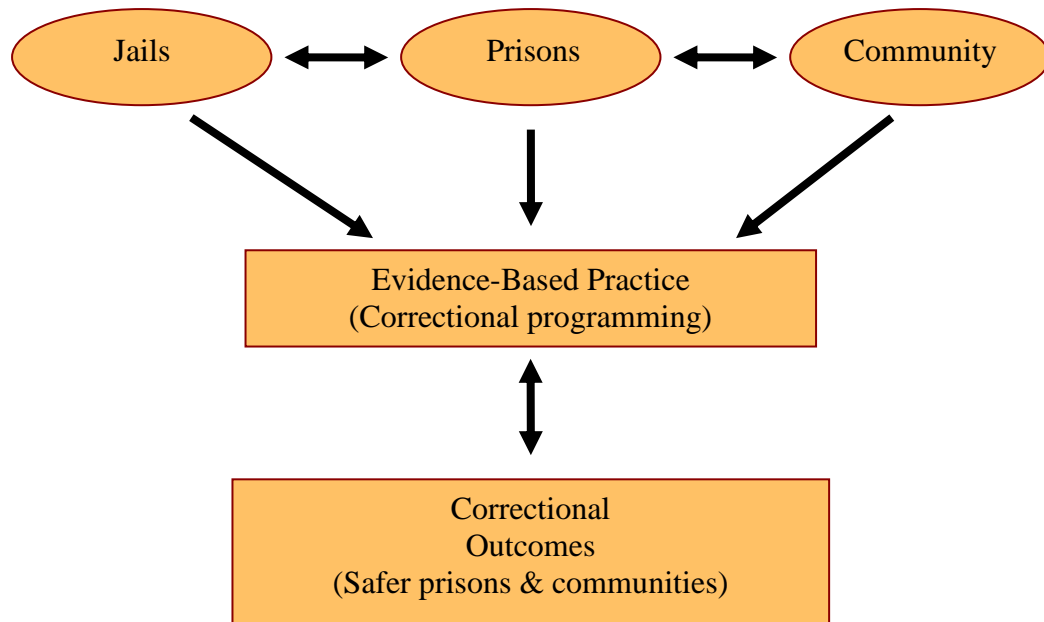 Jails
Prisons
Community
Evidence-Based Practice
(Correctional programming)
Correctional
Outcomes
(Safer prisons & communities)